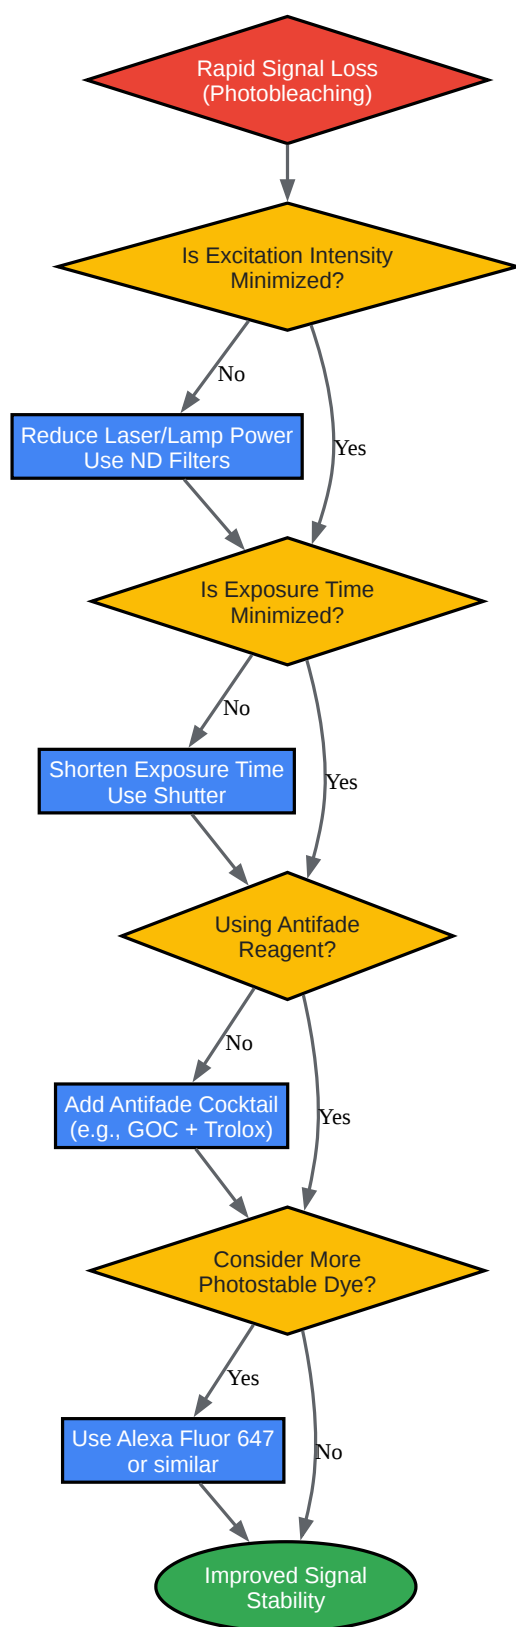 Rapid Signal Loss
(Photobleaching)
Is Excitation Intensity
Minimized?
No
Reduce Laser/Lamp Power
Use ND Filters
Yes
Is Exposure Time
Minimized?
No
Shorten Exposure Time
Use Shutter
Yes
Using Antifade
Reagent?
No
Add Antifade Cocktail
(e.g., GOC + Trolox)
Yes
Consider More
Photostable Dye?
Yes
Use Alexa Fluor 647
or similar
No
Improved Signal
Stability